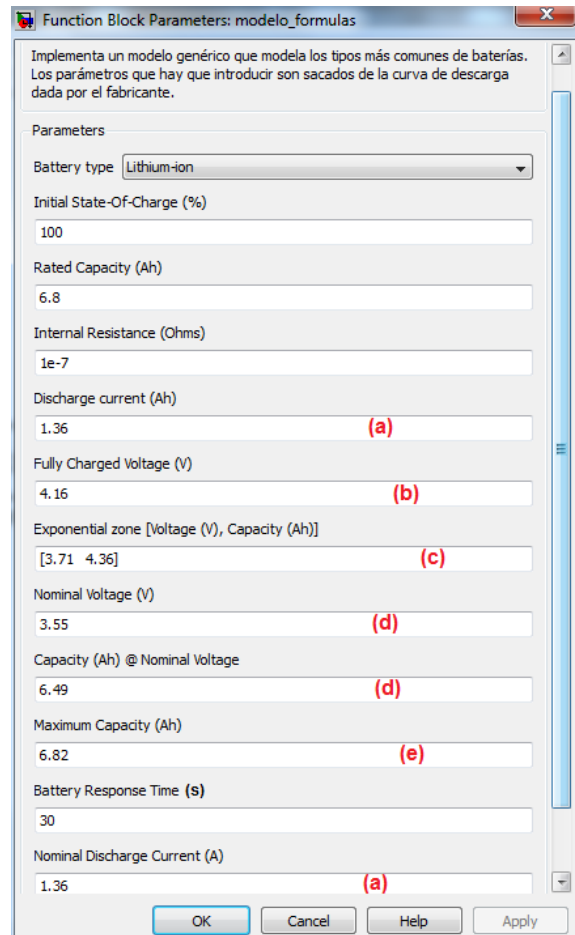 Function Block Parameters: modelo_formulas
Implementa un modelo genérico que modela los tipos más comunes de baterías.
Los parámetros que hay que introducir son sacados de la curva de descarga
dada por el fabricante.
Parameters
Battery type Lithium-ion
Initial State-Of-Charge (%)
100
Rated Capacity (Ah)
6.8
Internal Resistance (Ohms)
1e-7
Discharge current (Ah)
1.36 (a)
Fully Charged Voltage (V)
4.16 (b)
Exponential zone [Voltage (V), Capacity (Ah)]
[3.71 4.36] (c)
Nominal Voltage (V)
3.55 (d)
Capacity (Ah) @ Nominal Voltage
6.49 (d)
Maximum Capacity (Ah)
6.82 (e)
Battery Response Time (s)
30
Nominal Discharge Current (A)
1.36 (a)
OK Cancel Help Apply